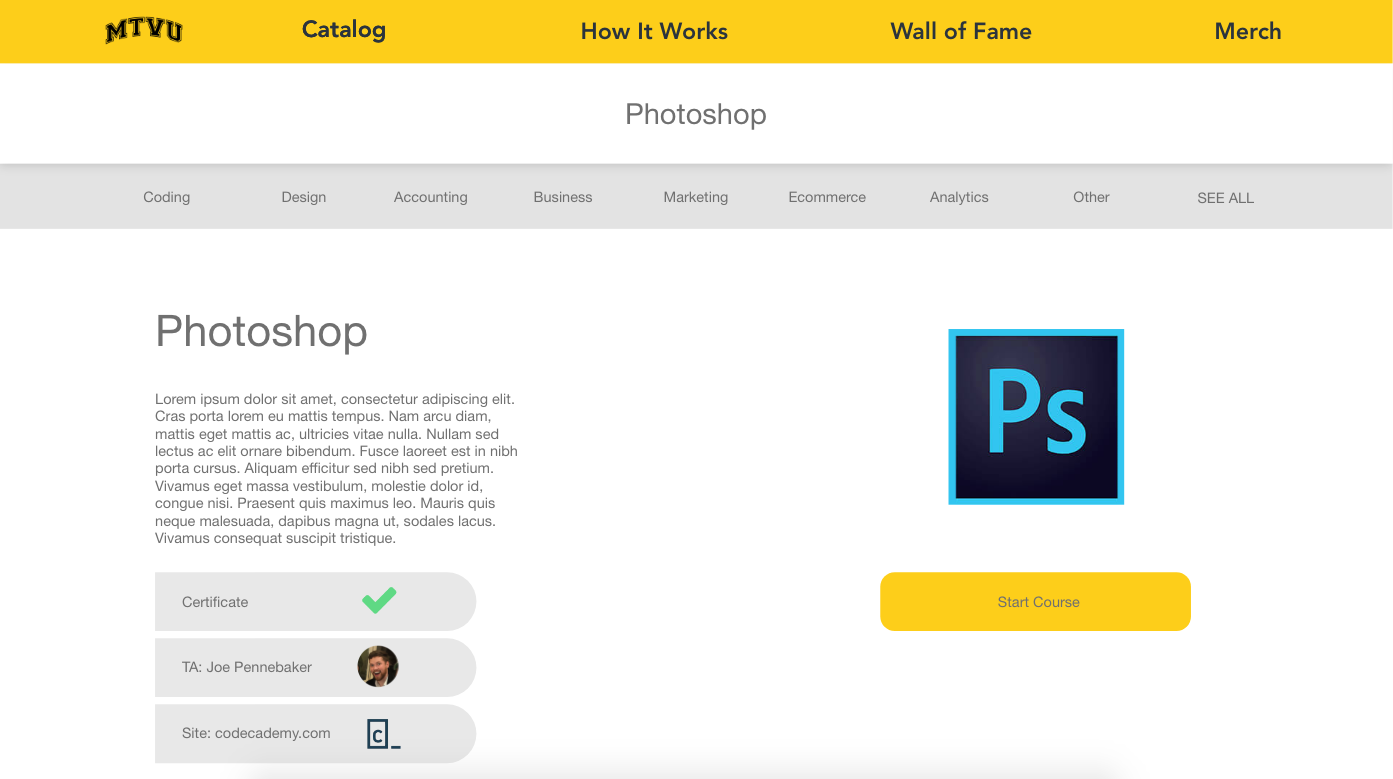 MTVU
Catalog
How It Works
Wall of Fame
Merch
Photoshop
Coding
Design
Accounting
Business
Marketing
Ecommerce
Analytics
Other
SEE ALL
Photoshop
Lorem ipsum dolor sit amet, consectetur adipiscing elit.
Cras porta lorem eu mattis tempus. Nam arcu diam,
mattis eget mattis ac, ultricies vitae nulla. Nullam sed
lectus ac elit ornare bibendum. Fusce laoreet est in nibh
porta cursus. Aliquam efficitur sed nibh sed pretium.
Vivamus eget massa vestibulum, molestie dolor id,
congue nisi. Praesent quis maximus leo. Mauris quis
neque malesuada, dapibus magna ut, sodales lacus.
Vivamus consequat suscipit tristique.
Ps
Certificate
Start Course
TA: Joe Pennebaker
Site: codecademy.com
c_